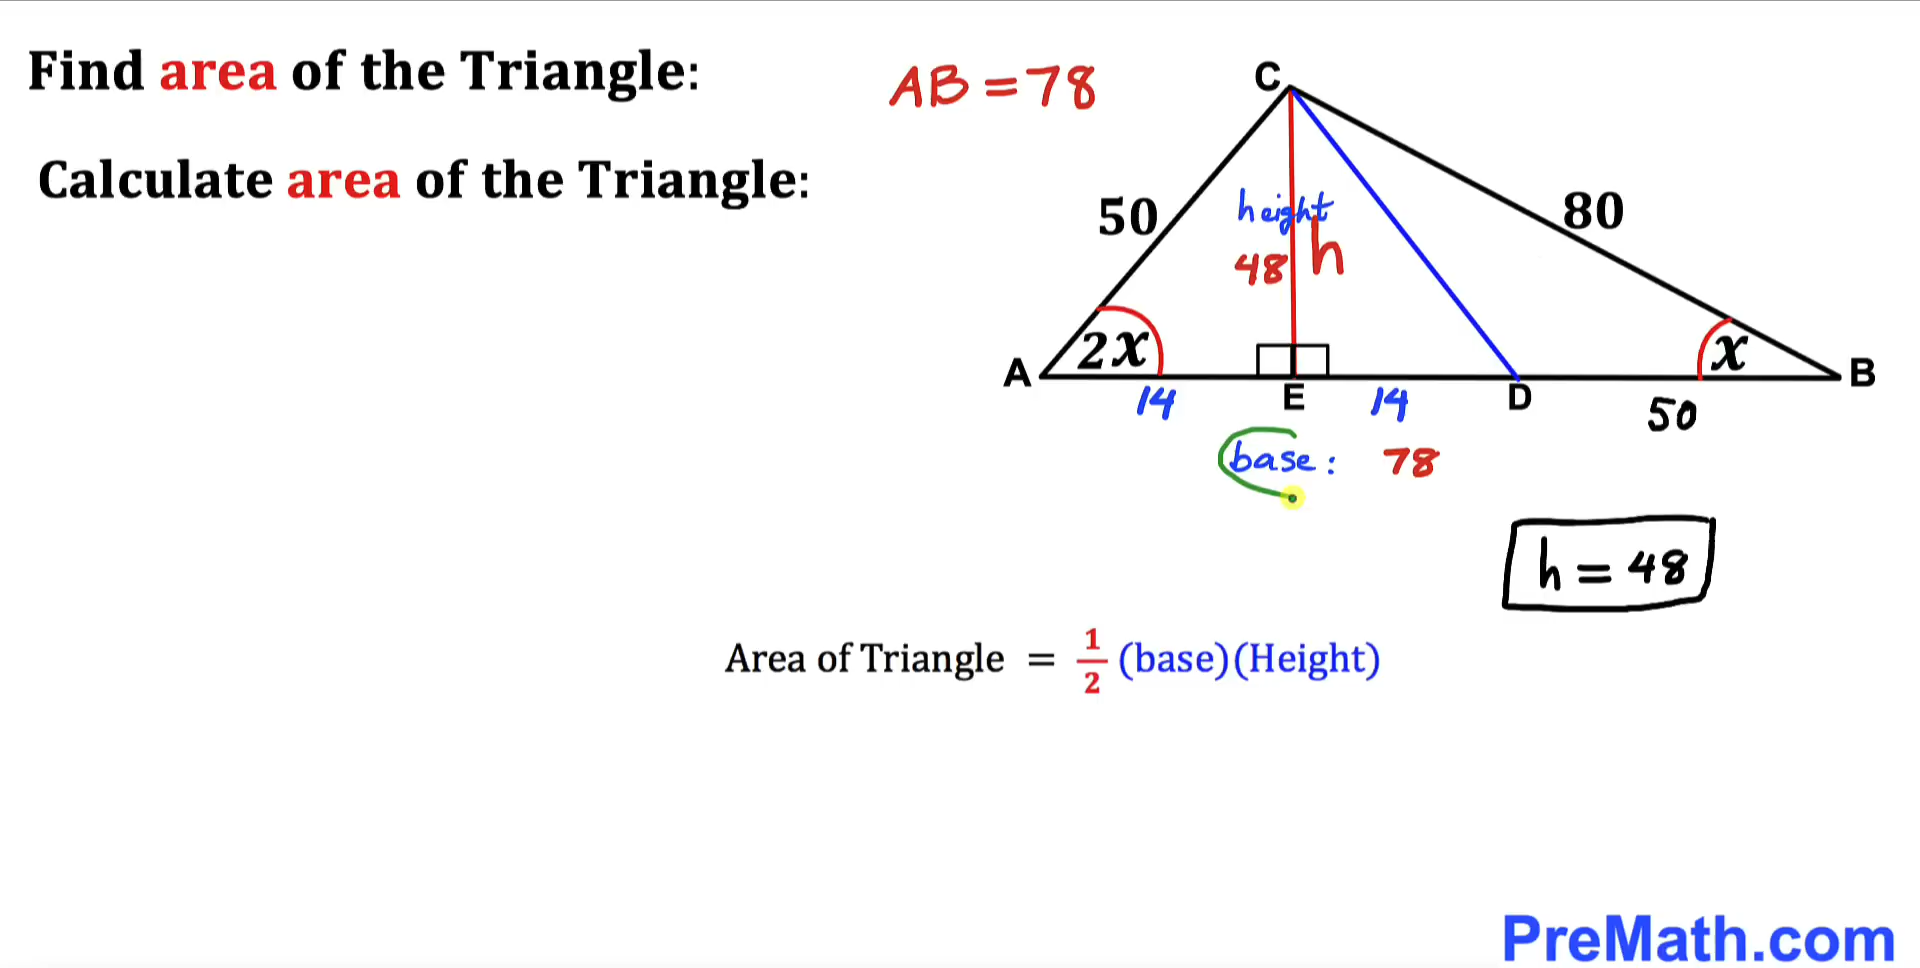 Find area of the Triangle:
AB = 78
Calculate area of the Triangle:
C
50
height
48
h
80
2x
x
A
E
D
B
14
14
50
base: 78
h = 48
Area of Triangle = 1/2 (base)(Height)
PreMath.com